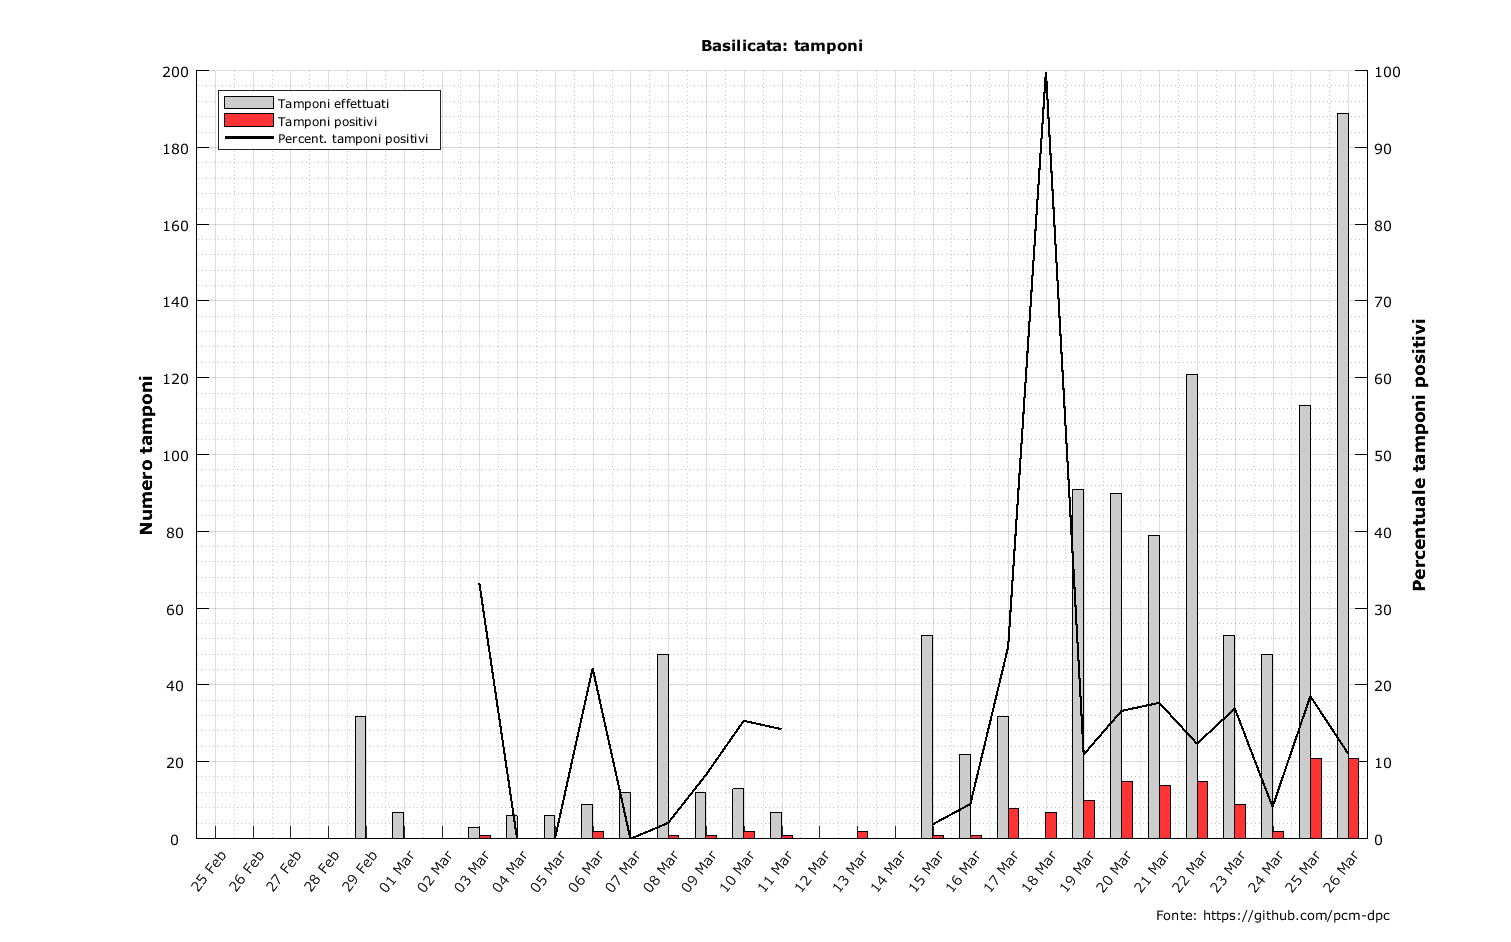 Basilicata: tamponi
Tamponi effettuati
Tamponi positivi
Percent. tamponi positivi
Numero tamponi
200
180
160
140
120
100
80
60
40
20
0
100
90
80
70
60
50
40
30
20
10
0
Percentuale tamponi positivi
25 Feb
26 Feb
27 Feb
28 Feb
29 Feb
01 Mar
02 Mar
03 Mar
04 Mar
05 Mar
06 Mar
07 Mar
08 Mar
09 Mar
10 Mar
11 Mar
12 Mar
13 Mar
14 Mar
15 Mar
16 Mar
17 Mar
18 Mar
19 Mar
20 Mar
21 Mar
22 Mar
23 Mar
24 Mar
25 Mar
26 Mar
Fonte: https://github.com/pcm-dpc